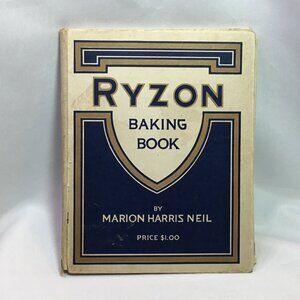 RYZON
BAKING
BOOK
BY
MARION HARRIS NEIL
PRICE $1.00